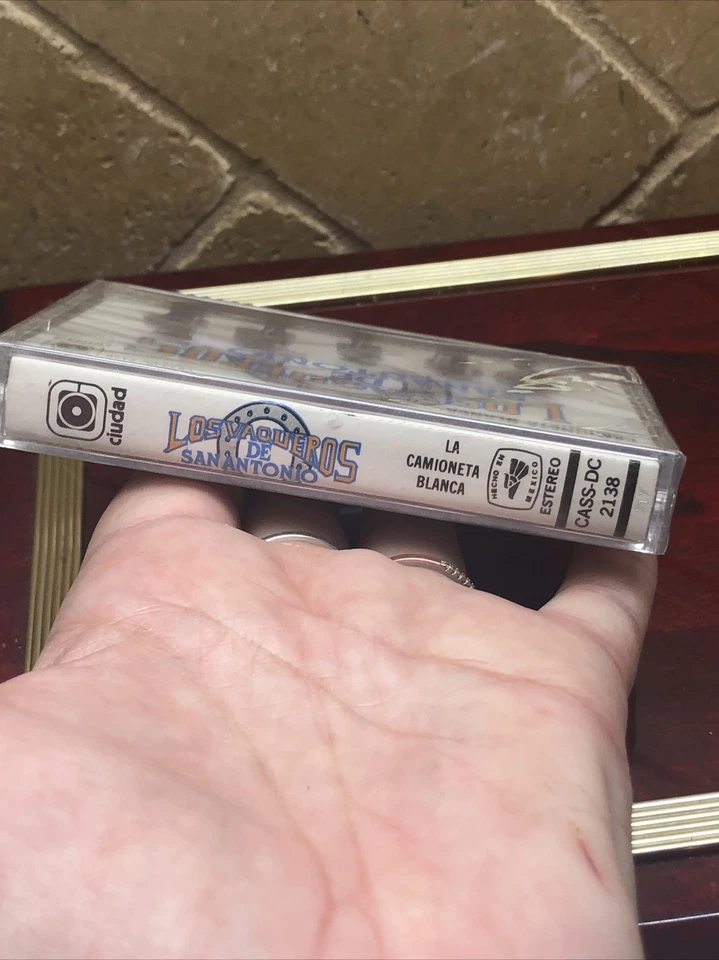 ciudad
LOS VAQUEROS
DE
SAN ANTONIO
LA
CAMIONETA
BLANCA
HECHO EN
MEXICO
ESTEREO
CASS-DC
2138